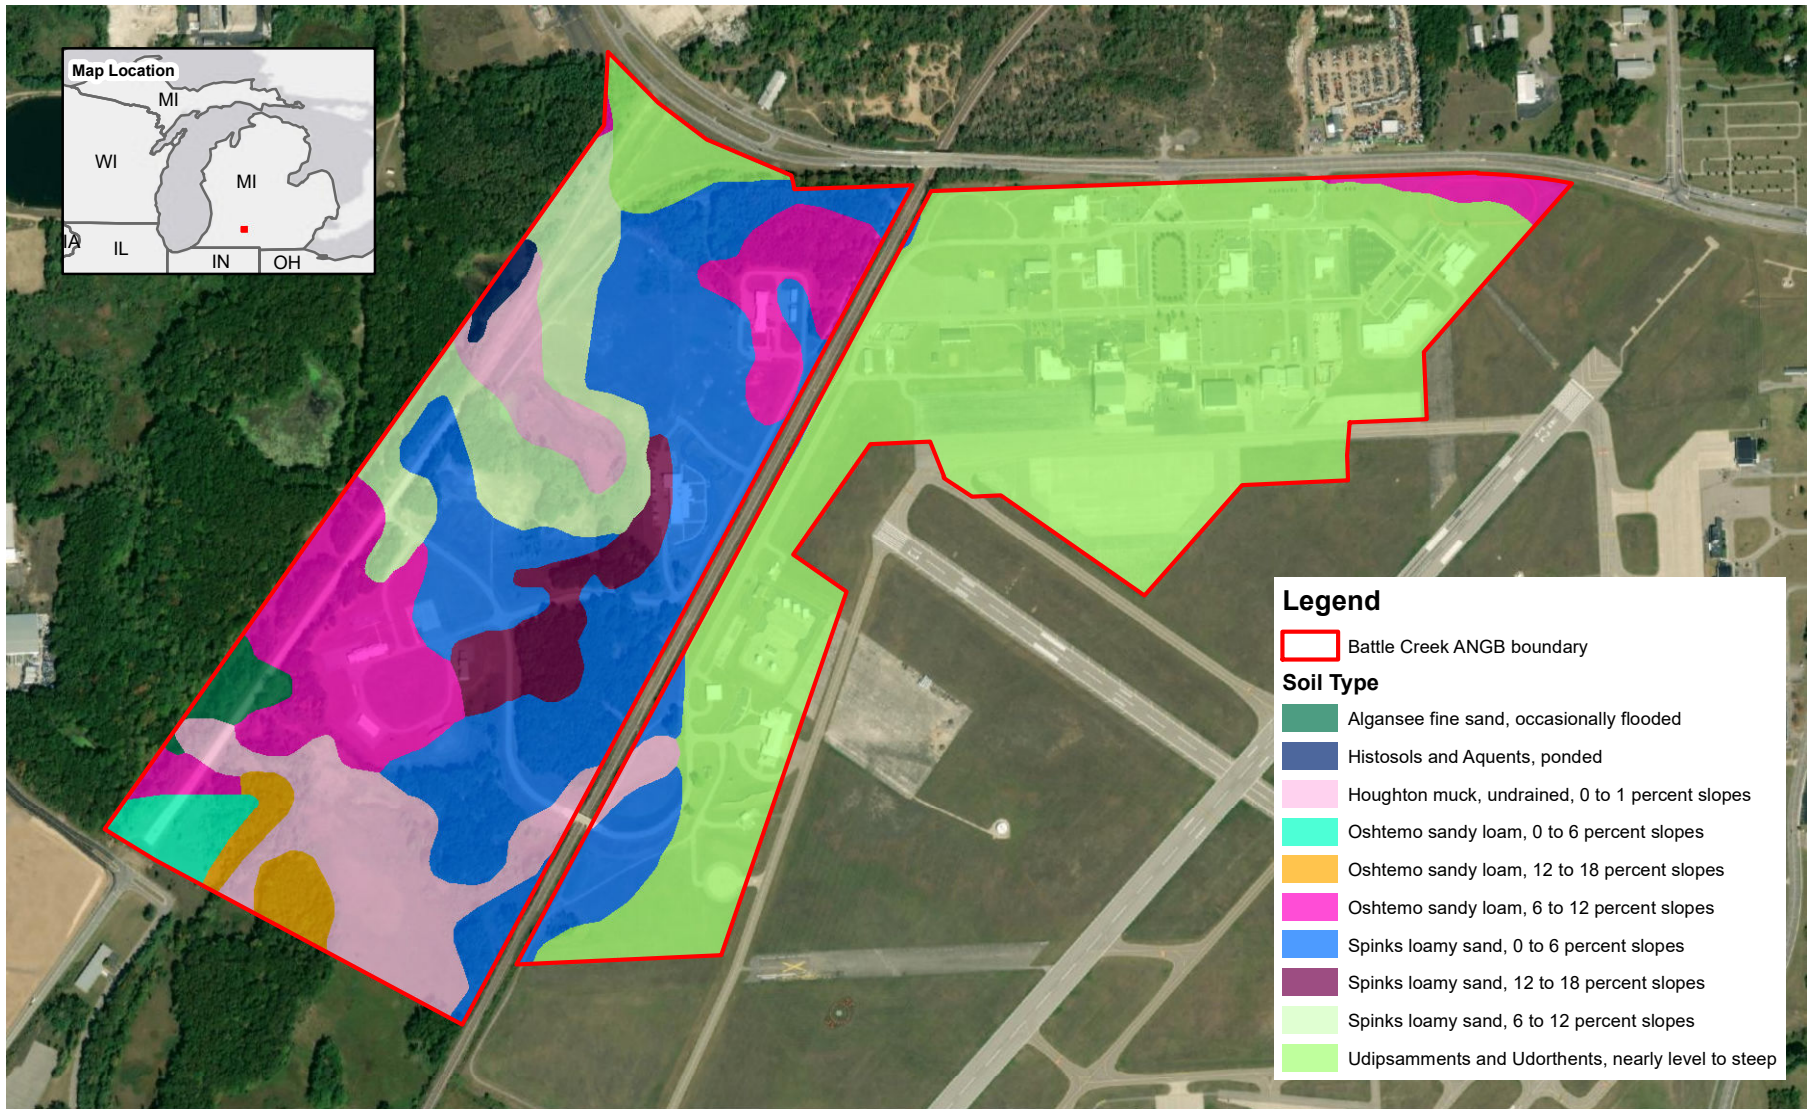 Map Location
MI
WI
MI
IA
IL
IN
OH
Legend
Battle Creek ANGB boundary
Soil Type
Algansee fine sand, occasionally flooded
Histosols and Aquents, ponded
Houghton muck, undrained, 0 to 1 percent slopes
Oshtemo sandy loam, 0 to 6 percent slopes
Oshtemo sandy loam, 12 to 18 percent slopes
Oshtemo sandy loam, 6 to 12 percent slopes
Spinks loamy sand, 0 to 6 percent slopes
Spinks loamy sand, 12 to 18 percent slopes
Spinks loamy sand, 6 to 12 percent slopes
Udipsamments and Udorthents, nearly level to steep